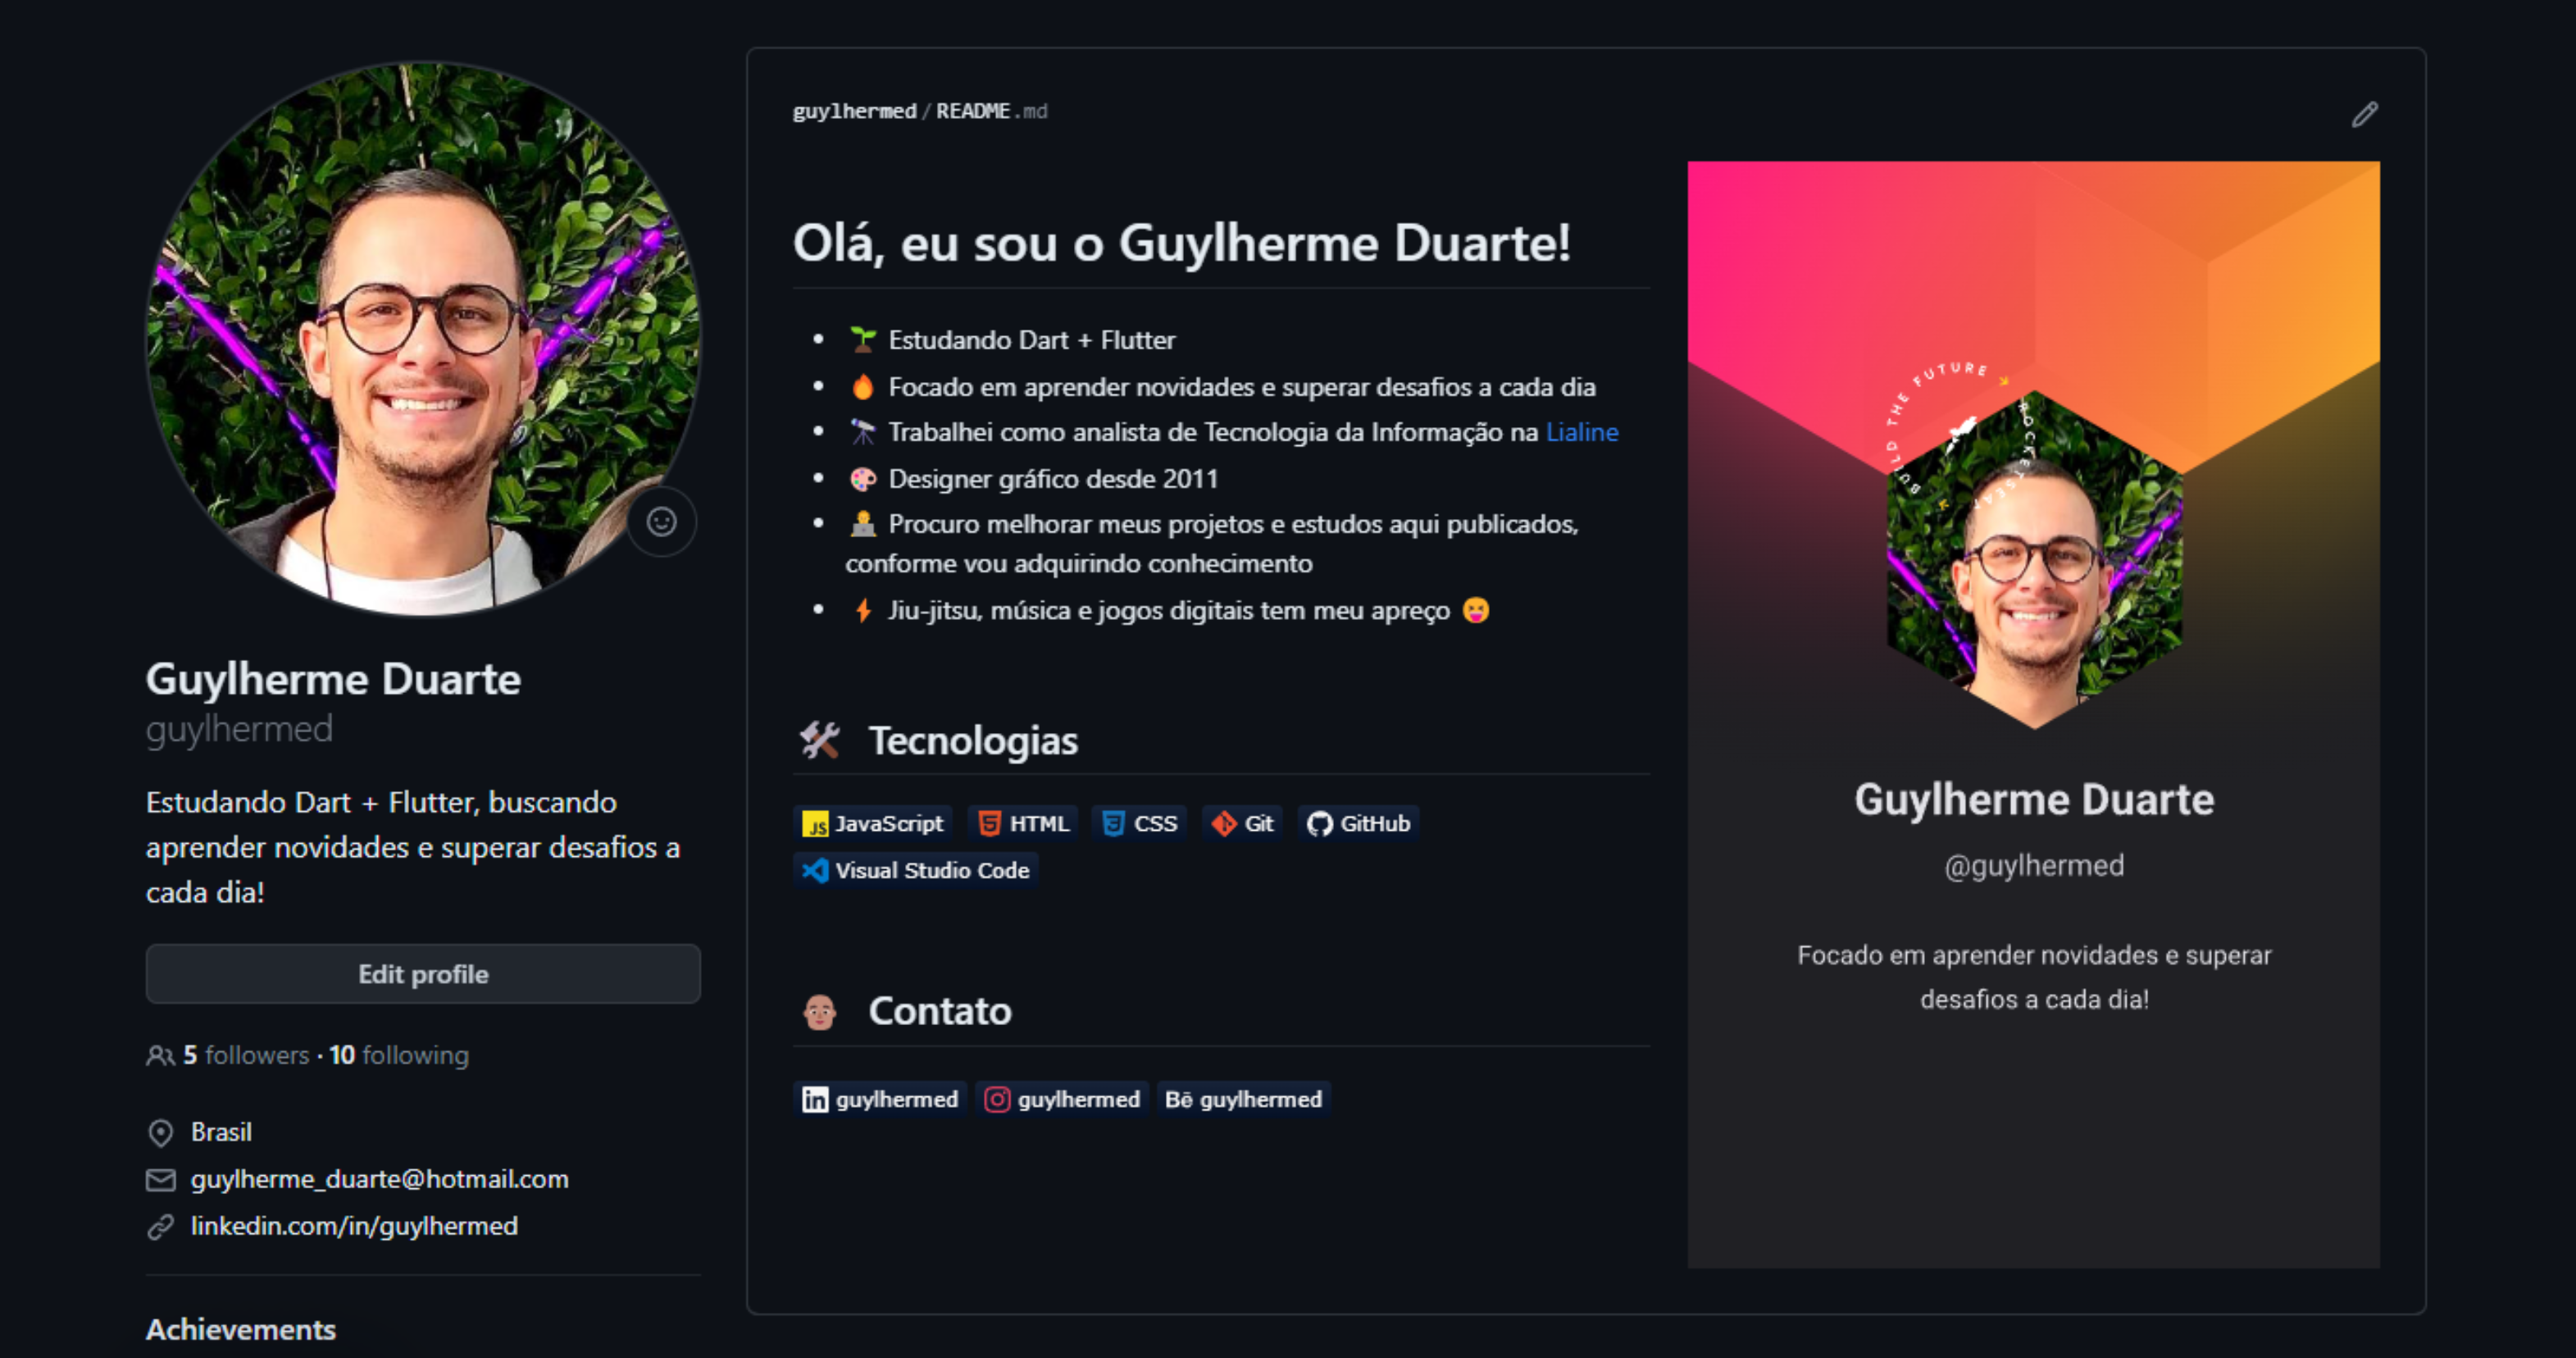 Guylherme Duarte
guylhermed
Estudando Dart + Flutter, buscando
aprender novidades e superar desafios a
cada dia!
Edit profile
5 followers · 10 following
Brasil
guylherme_duarte@hotmail.com
linkedin.com/in/guylhermed
Achievements
guylhermed / README.md
Olá, eu sou o Guylherme Duarte!
• 🌱 Estudando Dart + Flutter
• 🔥 Focado em aprender novidades e superar desafios a cada dia
• 🔭 Trabalhei como analista de Tecnologia da Informação na Lialine
• 🎨 Designer gráfico desde 2011
• 👨‍💻 Procuro melhorar meus projetos e estudos aqui publicados,
conforme vou adquirindo conhecimento
• ⚡ Jiu-jitsu, música e jogos digitais tem meu apreço 😝
🛠 Tecnologias
JS JavaScript HTML CSS Git GitHub
Visual Studio Code
👨🏽‍🦲 Contato
in guylhermed guylhermed Bē guylhermed
BUILD THE FUTURE ROCKETSEAT
Guylherme Duarte
@guylhermed
Focado em aprender novidades e superar
desafios a cada dia!